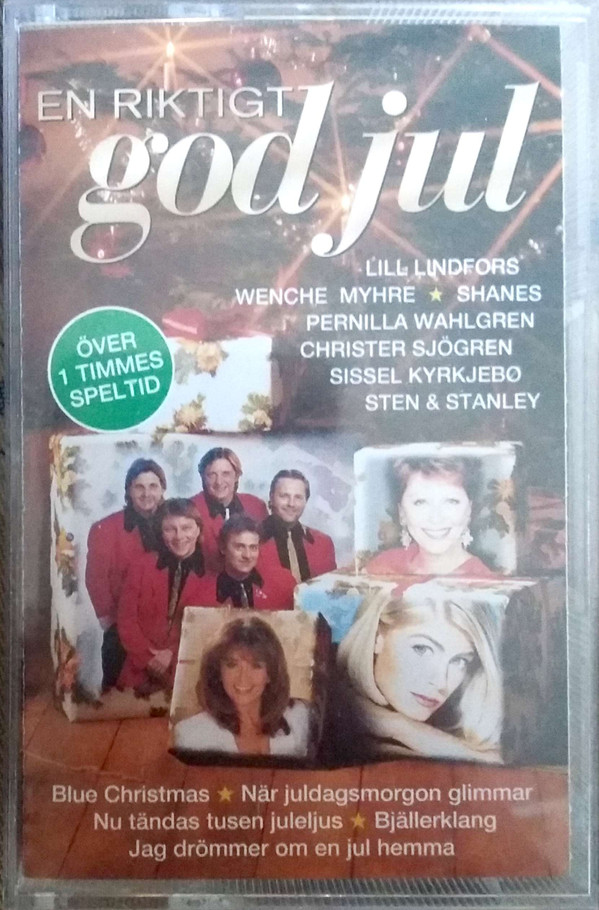 EN RIKTIGT
god jul
LILL LINDFORS
WENCHE MYHRE ★ SHANES
PERNILLA WAHLGREN
CHRISTER SJÖGREN
SISSEL KYRKJEBØ
STEN & STANLEY
ÖVER
1 TIMMES
SPELTID
Blue Christmas ★ När juldagsmorgon glimmar
Nu tändas tusen juleljus ★ Bjällerklang
Jag drömmer om en jul hemma